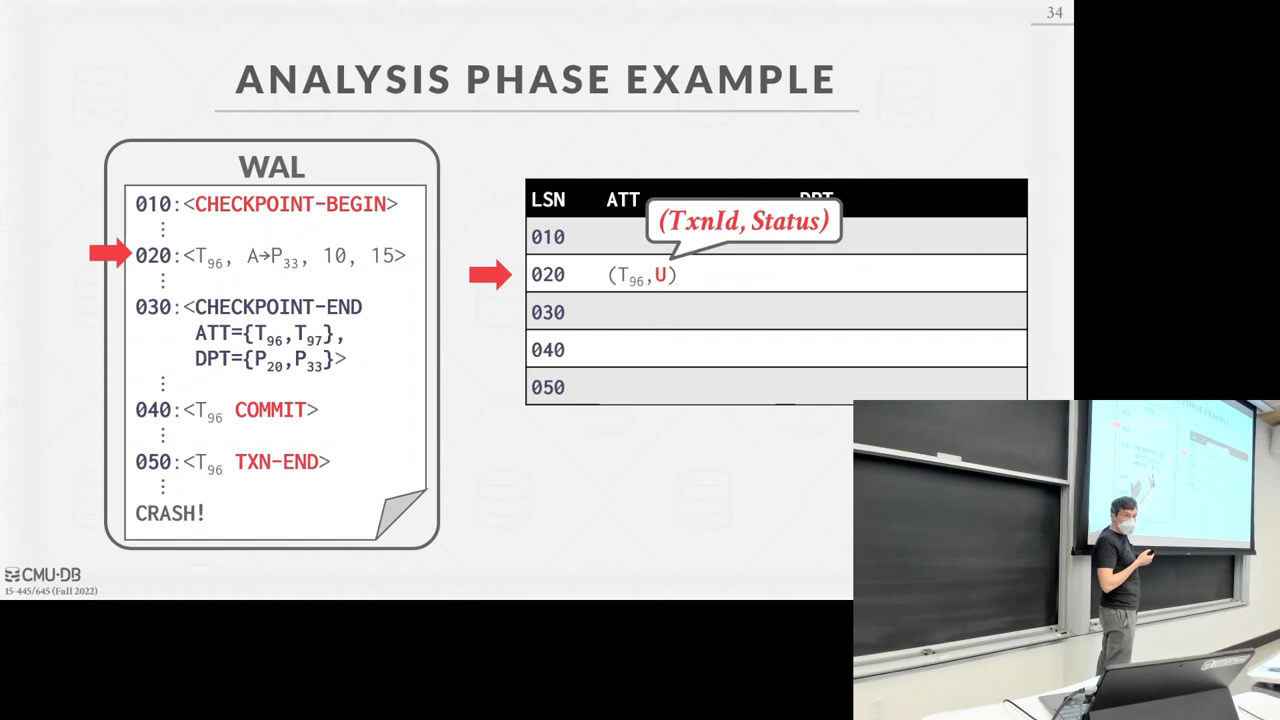 34
ANALYSIS PHASE EXAMPLE
WAL
010:<CHECKPOINT-BEGIN>
⋮
020:<T96, A→P33, 10, 15>
⋮
030:<CHECKPOINT-END
ATT={T96,T97},
DPT={P20,P33}>
⋮
040:<T96 COMMIT>
⋮
050:<T96 TXN-END>
⋮
CRASH!
LSN ATT DPT
(TxnId, Status)
010
020 (T96,U)
030
040
050
CMU·DB
15-445/645 (Fall 2022)
PHASE EXAMPLE